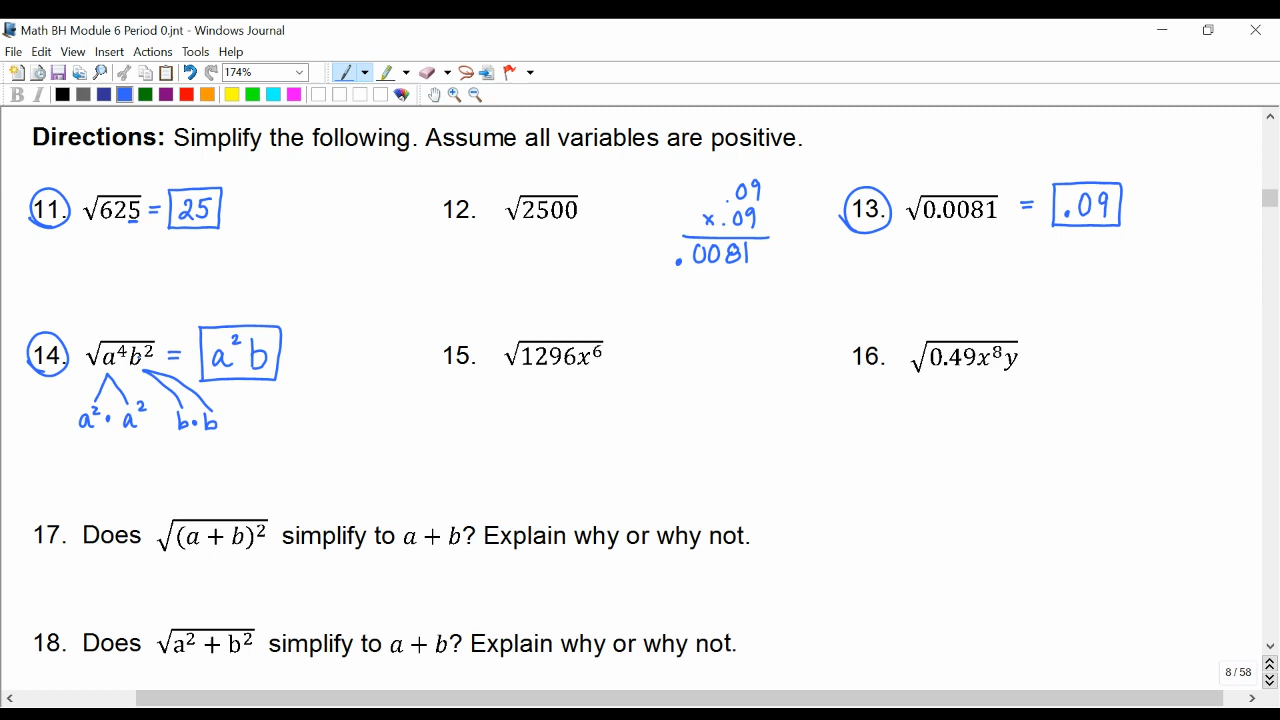 Math BH Module 6 Period 0.jnt - Windows Journal
File Edit View Insert Actions Tools Help
174%
B I
Directions: Simplify the following. Assume all variables are positive.
11. √625 = 25
12. √2500
.09
x .09
.0081
13. √0.0081 = .09
14. √a⁴b² = a²b
a² • a² b • b
15. √1296x⁶
16. √0.49x⁸y
17. Does √(a + b)² simplify to a + b? Explain why or why not.
18. Does √a² + b² simplify to a + b? Explain why or why not.
8 / 58